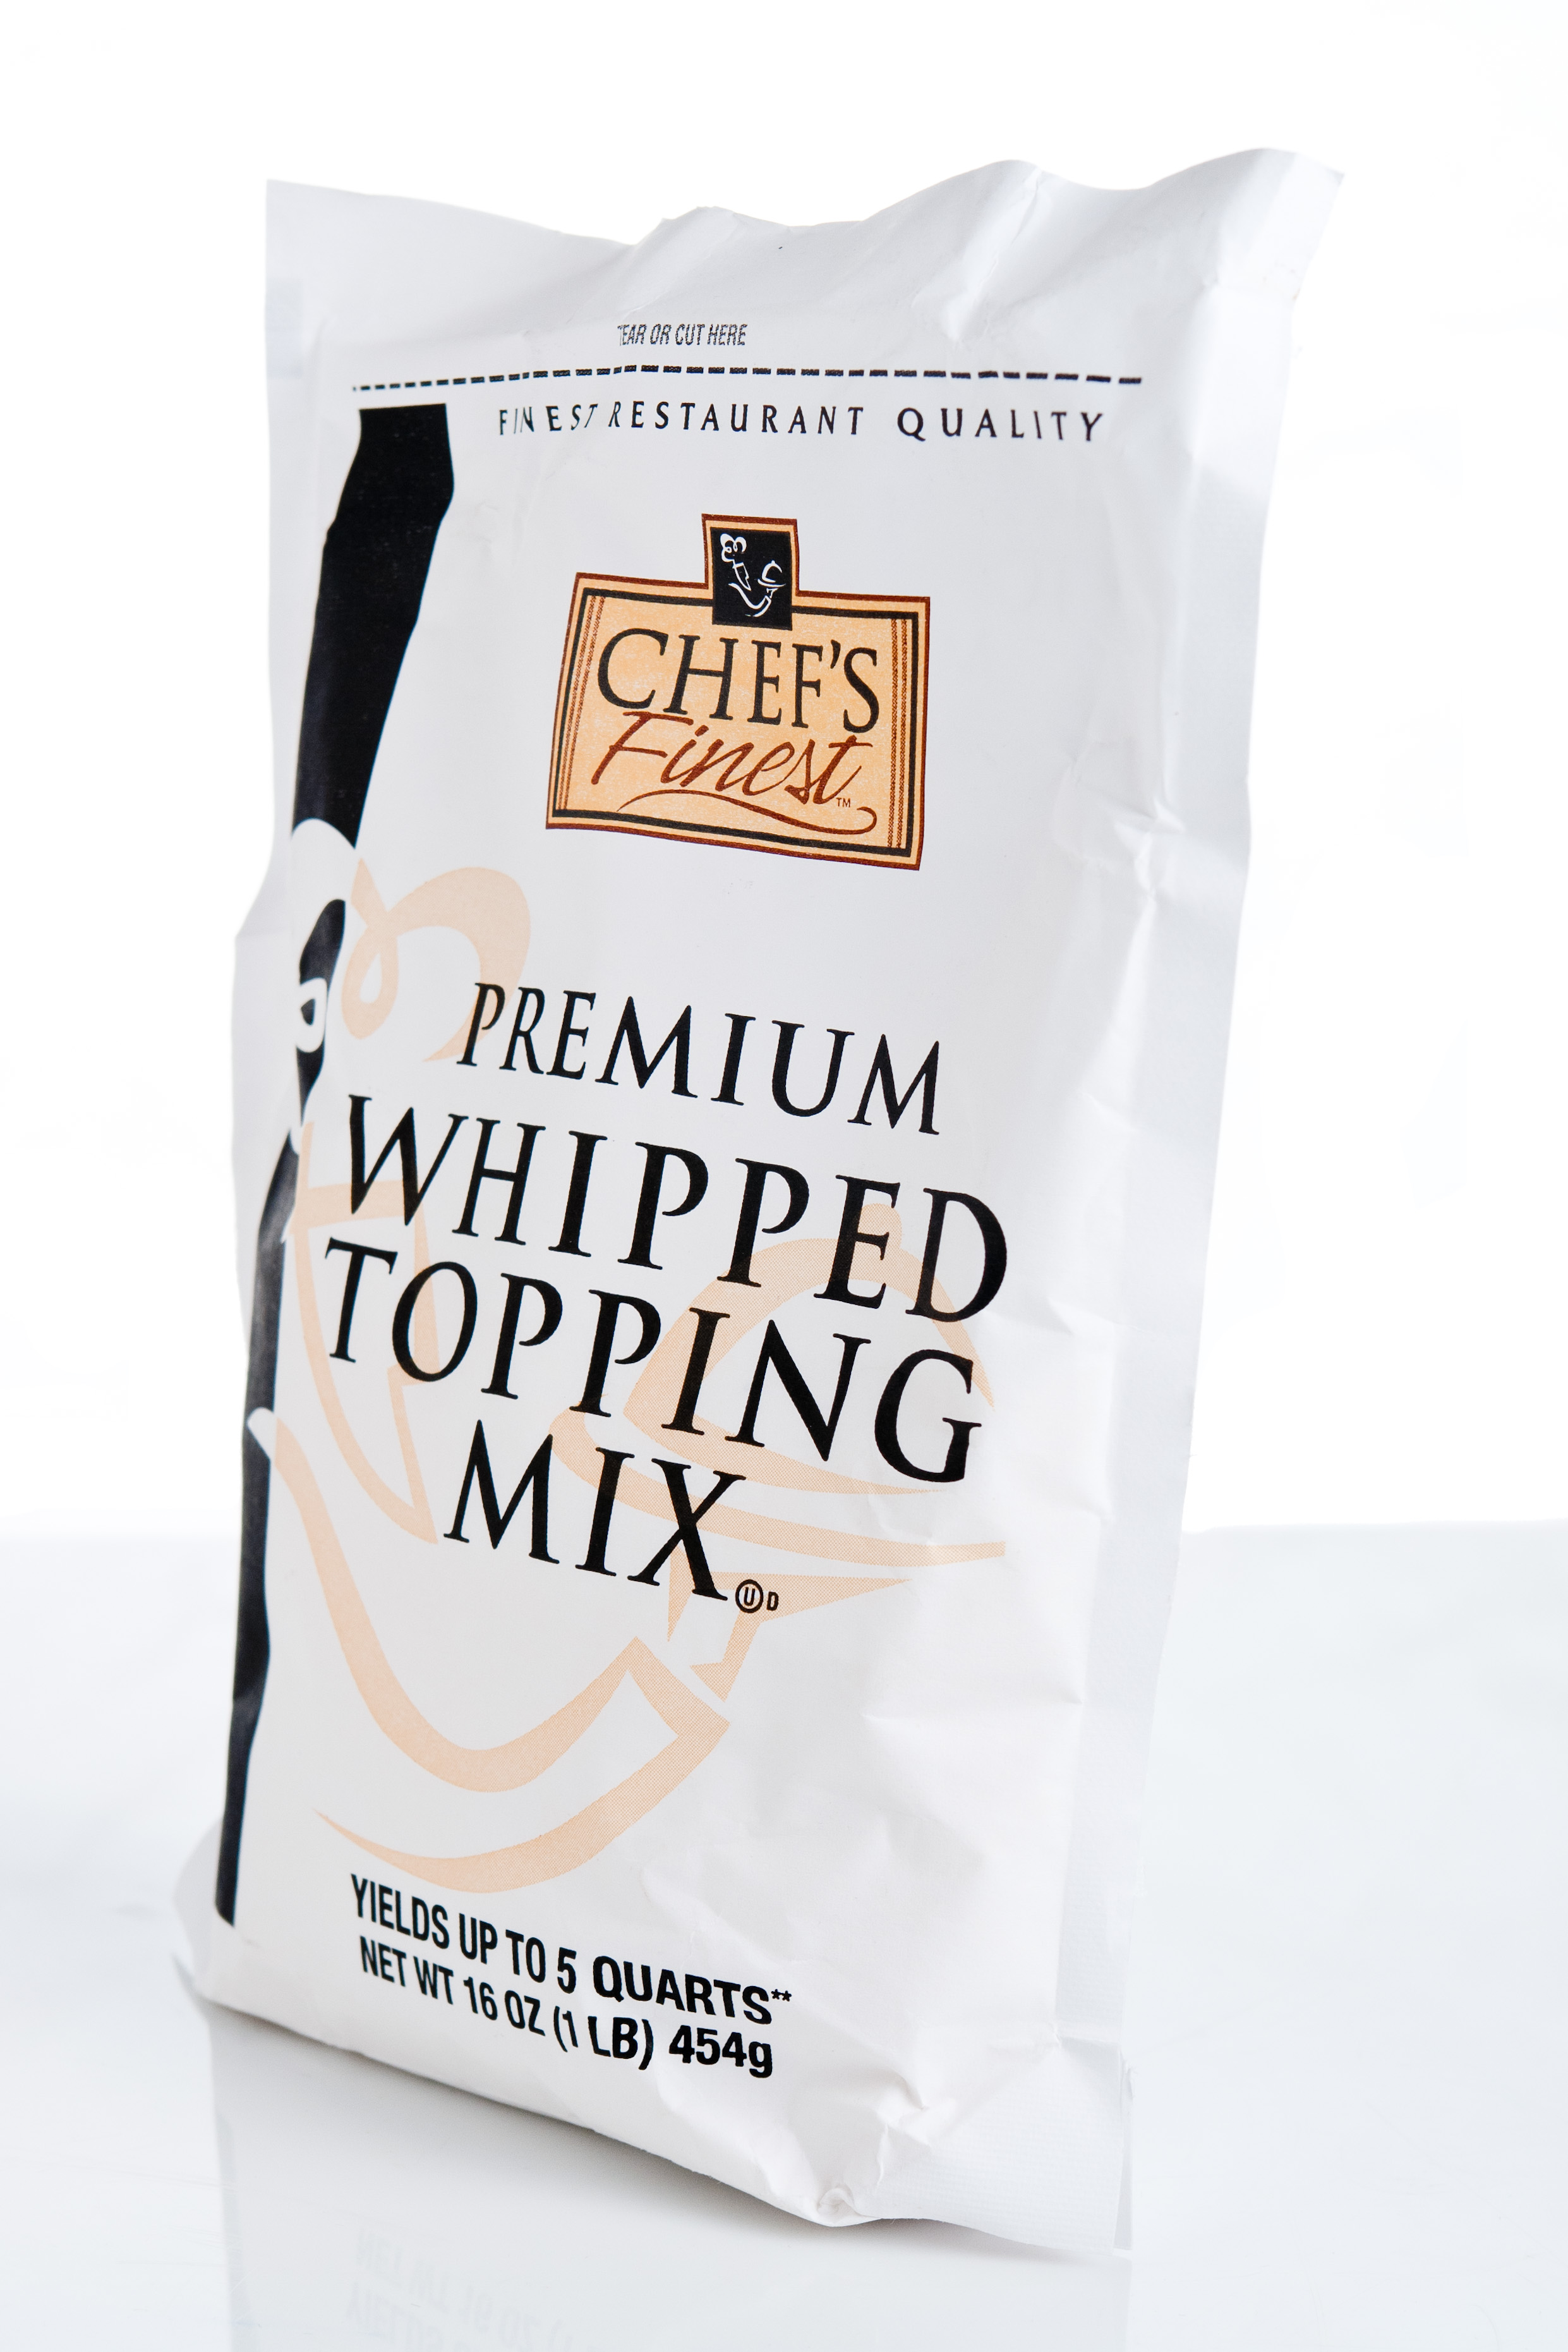 TEAR OR CUT HERE
FINEST RESTAURANT QUALITY
CHEF'S
Finest™
PREMIUM
WHIPPED
TOPPING
MIX Ⓤ D
YIELDS UP TO 5 QUARTS**
NET WT 16 OZ (1 LB) 454g